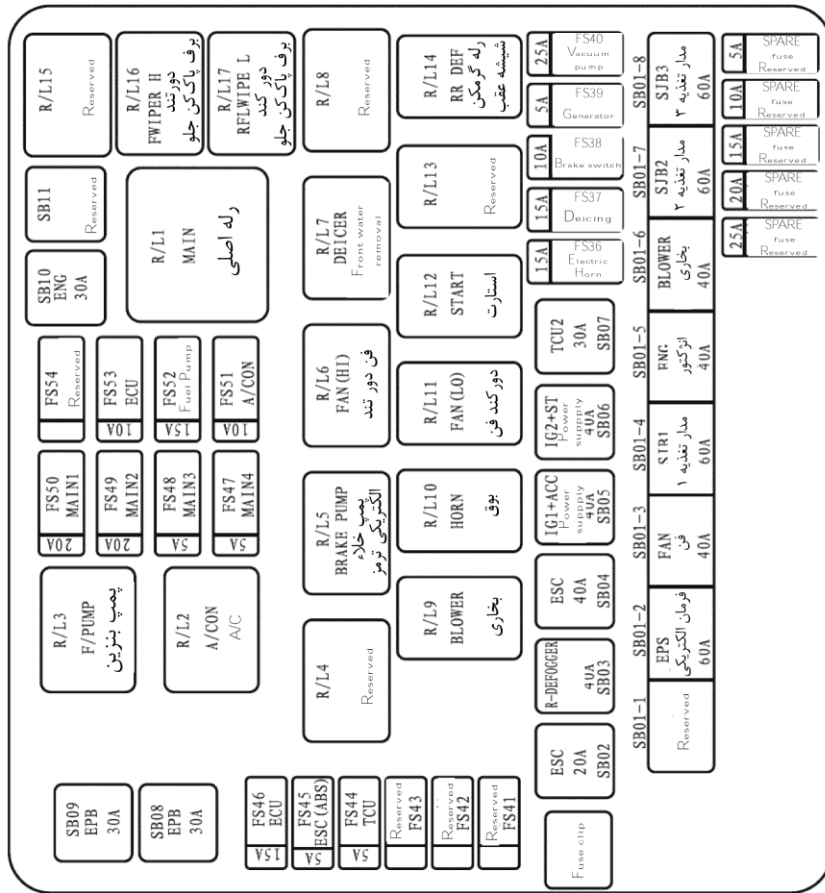 R/L15
Reserved
R/L16
FWIPER H
دور تند
برف پاک کن جلو
R/L17
RFLWIPE L
دور کند
برف پاک کن جلو
R/L8
Reserved
R/L14
RR DEF
رله گرمکن
شیشه عقب
25A
FS40
Vacuum
pump
5A
FS39
Generator
10A
FS38
Brake switch
15A
FS37
Deicing
15A
FS36
Electric
Horn
SB01-8
SJB3
مدار تغذیه ۳
60A
SB01-7
SJB2
مدار تغذیه ۲
60A
SB01-6
BLOWER
بخاری
40A
SB01-5
ENG
انژکتور
40A
SB01-4
SJB1
مدار تغذیه ۱
60A
SB01-3
FAN
فن
40A
SB01-2
EPS
فرمان الکتریکی
60A
SB01-1
Reserved
5A
SPARE
fuse
Reserved
10A
SPARE
fuse
Reserved
15A
SPARE
fuse
Reserved
20A
SPARE
fuse
Reserved
25A
SPARE
fuse
Reserved
SB11
Reserved
SB10
ENG
30A
R/L1
MAIN
رله اصلی
R/L7
DEICER
Front water
removal
R/L13
Reserved
R/L12
START
استارت
FS54
Reserved
FS53
ECU
10A
FS52
Fuel Pump
15A
FS51
A/CON
10A
R/L6
FAN(HI)
فن دور تند
R/L11
FAN(LO)
دور کند فن
TCU2
30A
SB07
IG2+ST
Power
supply
40A
SB06
IG1+ACC
Power
suppply
40A
SB05
ESC
40A
SB04
R-DEFOGGER
40A
SB03
ESC
20A
SB02
Fuse clip
FS50
MAIN1
20A
FS49
MAIN2
20A
FS48
MAIN3
5A
FS47
MAIN4
5A
R/L5
BRAKE PUMP
پمپ خلاء
الکتریکی ترمز
R/L10
HORN
بوق
R/L3
F/PUMP
پمپ بنزین
R/L2
A/CON
A/C
R/L4
Reserved
R/L9
BLOWER
بخاری
SB09
EPB
30A
SB08
EPB
30A
FS46
ECU
15A
FS45
ESC(ABS)
5A
FS44
TCU
5A
Reserved
FS43
Reserved
FS42
Reserved
FS41